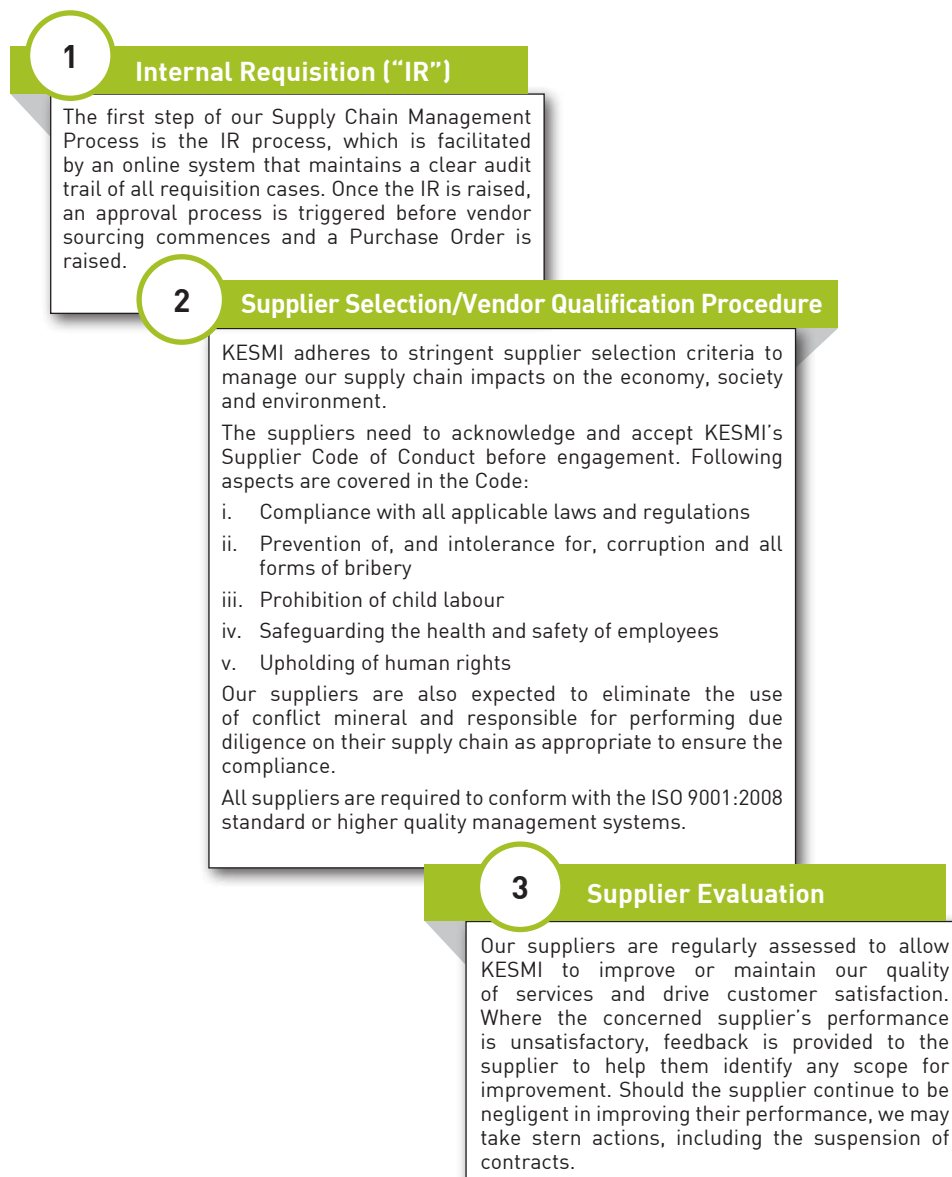 1
Internal Requisition (“IR”)
The first step of our Supply Chain Management
Process is the IR process, which is facilitated
by an online system that maintains a clear audit
trail of all requisition cases. Once the IR is raised,
an approval process is triggered before vendor
sourcing commences and a Purchase Order is
raised.
2
Supplier Selection/Vendor Qualification Procedure
KESMI adheres to stringent supplier selection criteria to
manage our supply chain impacts on the economy, society
and environment.
The suppliers need to acknowledge and accept KESMI’s
Supplier Code of Conduct before engagement. Following
aspects are covered in the Code:
i. Compliance with all applicable laws and regulations
ii. Prevention of, and intolerance for, corruption and all
forms of bribery
iii. Prohibition of child labour
iv. Safeguarding the health and safety of employees
v. Upholding of human rights
Our suppliers are also expected to eliminate the use
of conflict mineral and responsible for performing due
diligence on their supply chain as appropriate to ensure the
compliance.
All suppliers are required to conform with the ISO 9001:2008
standard or higher quality management systems.
3
Supplier Evaluation
Our suppliers are regularly assessed to allow
KESMI to improve or maintain our quality
of services and drive customer satisfaction.
Where the concerned supplier’s performance
is unsatisfactory, feedback is provided to the
supplier to help them identify any scope for
improvement. Should the supplier continue to be
negligent in improving their performance, we may
take stern actions, including the suspension of
contracts.